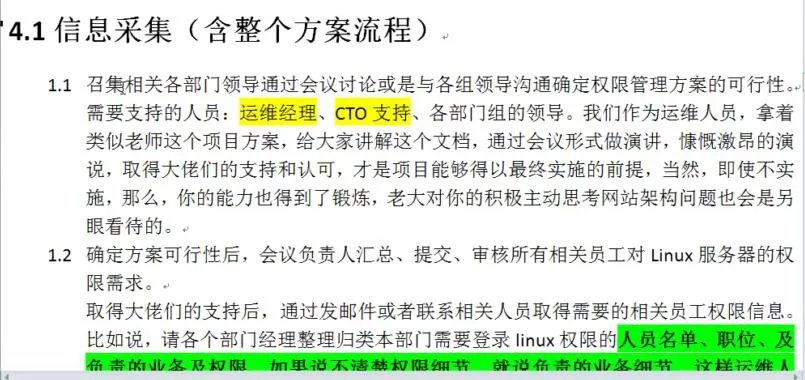 4.1 信息采集（含整个方案流程）
1.1 召集相关各部门领导通过会议讨论或是与各组领导沟通确定权限管理方案的可行性。
需要支持的人员：运维经理、CTO 支持、各部门组的领导。我们作为运维人员，拿着
类似老师这个项目方案，给大家讲解这个文档，通过会议形式做演讲，慷慨激昂的演
说，取得大佬们的支持和认可，才是项目能够得以最终实施的前提，当然，即使不实
施，那么，你的能力也得到了锻炼，老大对你的积极主动思考网站架构问题也会是另
眼看待的。
1.2 确定方案可行性后，会议负责人汇总、提交、审核所有相关员工对 Linux 服务器的权
限需求。
取得大佬们的支持后，通过发邮件或者联系相关人员取得需要的相关员工权限信息。
比如说，请各个部门经理整理归类本部门需要登录 linux 权限的人员名单、职位、及
负责的业务及权限，如果说不清楚权限细节，就说负责的业务细节，这样运维人